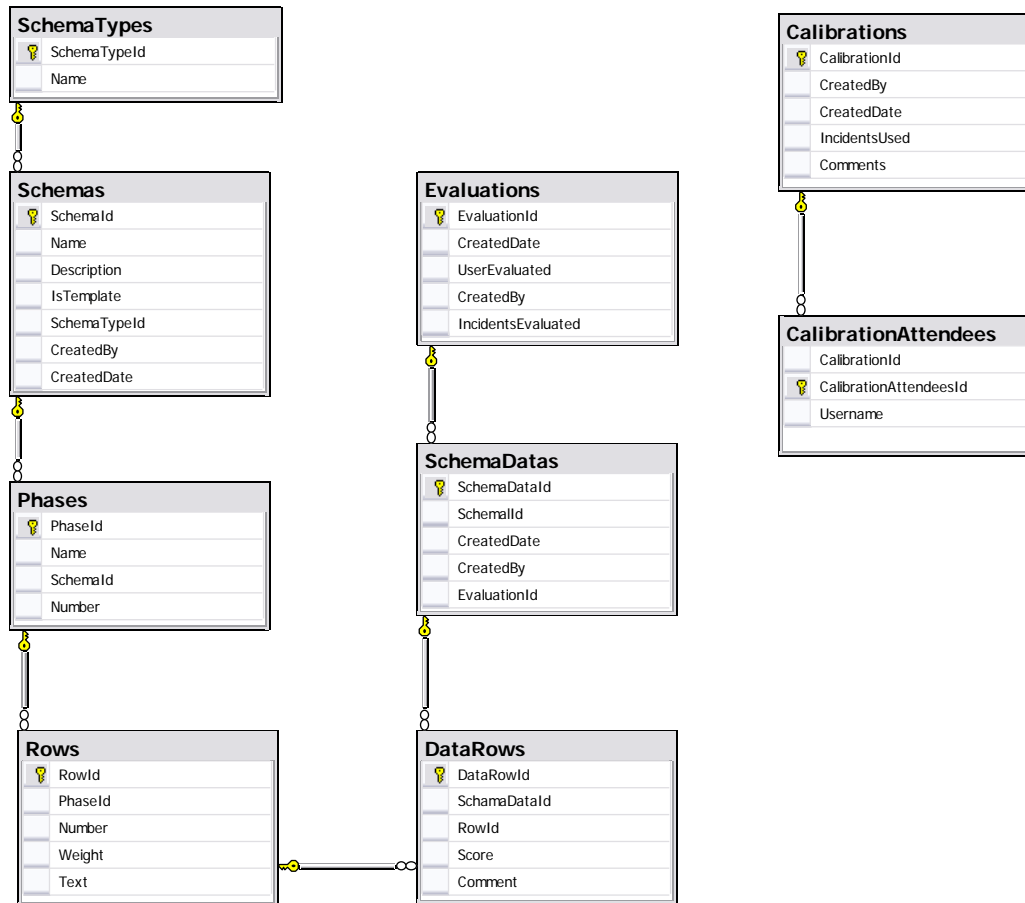 SchemaTypes
SchemaTypeId
Name
Schemas
SchemaId
Name
Description
IsTemplate
SchemaTypeId
CreatedBy
CreatedDate
Phases
PhaseId
Name
SchemaId
Number
Rows
RowId
PhaseId
Number
Weight
Text
Evaluations
EvaluationId
CreatedDate
UserEvaluated
CreatedBy
IncidentsEvaluated
SchemaDatas
SchemaDataId
SchemalId
CreatedDate
CreatedBy
EvaluationId
DataRows
DataRowId
SchamaDataId
RowId
Score
Comment
Calibrations
CalibrationId
CreatedBy
CreatedDate
IncidentsUsed
Comments
CalibrationAttendees
CalibrationId
CalibrationAttendeesId
Username